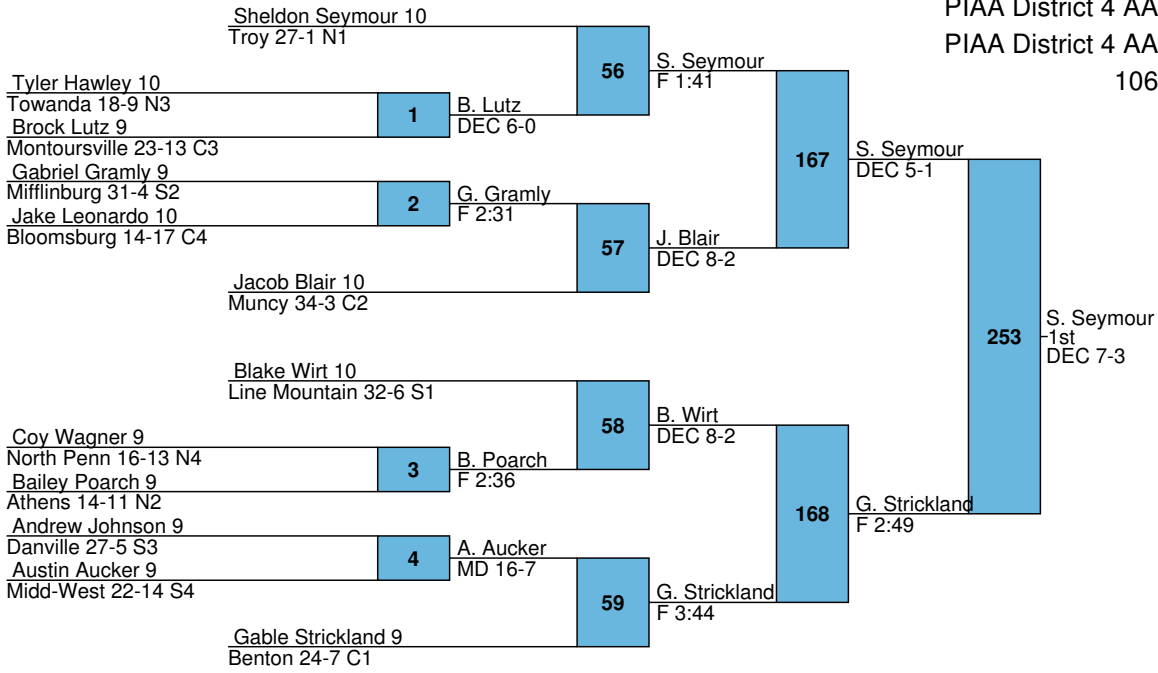 PIAA District 4 AA
PIAA District 4 AA
106
Sheldon Seymour 10
Troy 27-1 N1
56
S. Seymour
F 1:41
Tyler Hawley 10
Towanda 18-9 N3
1
B. Lutz
DEC 6-0
Brock Lutz 9
Montoursville 23-13 C3
167
S. Seymour
DEC 5-1
Gabriel Gramly 9
Mifflinburg 31-4 S2
2
G. Gramly
F 2:31
Jake Leonardo 10
Bloomsburg 14-17 C4
57
J. Blair
DEC 8-2
Jacob Blair 10
Muncy 34-3 C2
253
S. Seymour
1st
DEC 7-3
Blake Wirt 10
Line Mountain 32-6 S1
58
B. Wirt
DEC 8-2
Coy Wagner 9
North Penn 16-13 N4
3
B. Poarch
F 2:36
Bailey Poarch 9
Athens 14-11 N2
168
G. Strickland
F 2:49
Andrew Johnson 9
Danville 27-5 S3
4
A. Aucker
MD 16-7
Austin Aucker 9
Midd-West 22-14 S4
59
G. Strickland
F 3:44
Gable Strickland 9
Benton 24-7 C1